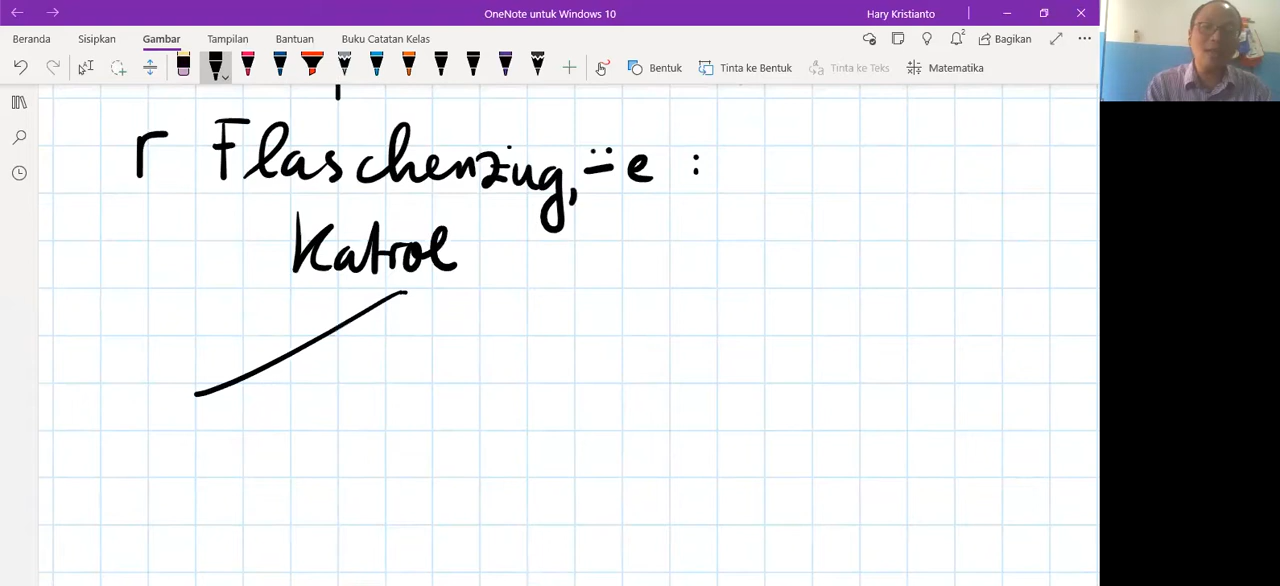 OneNote untuk Windows 10
Hary Kristianto
Beranda Sisipkan Gambar Tampilan Bantuan Buku Catatan Kelas
2 Bagikan
Bentuk Tinta ke Bentuk Tinta ke Teks Matematika
r Flaschenzug, ⸚e :
Katrol